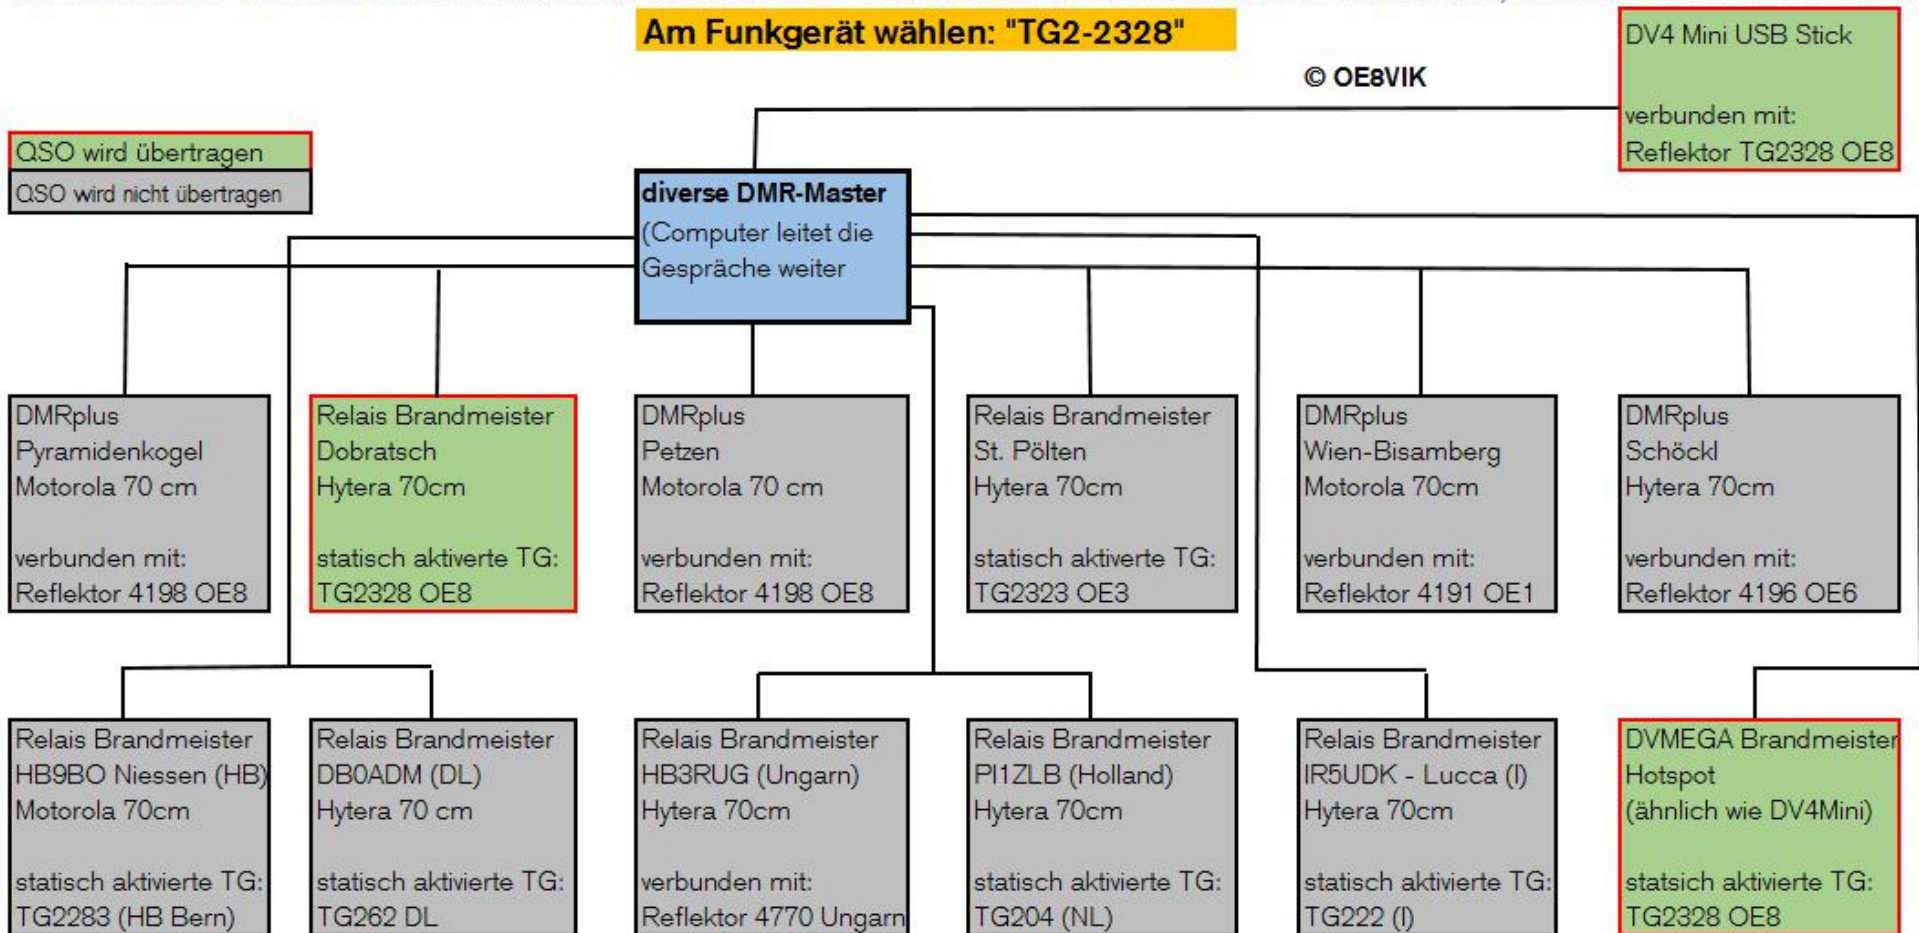 Am Funkgerät wählen: "TG2-2328"
© OE8VIK
DV4 Mini USB Stick
verbunden mit:
Reflektor TG2328 OE8
QSO wird übertragen
QSO wird nicht übertragen
diverse DMR-Master
(Computer leitet die
Gespräche weiter
DMRplus
Pyramidenkogel
Motorola 70 cm
verbunden mit:
Reflektor 4198 OE8
Relais Brandmeister
Dobratsch
Hytera 70cm
statisch aktiverte TG:
TG2328 OE8
DMRplus
Petzen
Motorola 70 cm
verbunden mit:
Reflektor 4198 OE8
Relais Brandmeister
St. Pölten
Hytera 70cm
statisch aktiverte TG:
TG2323 OE3
DMRplus
Wien-Bisamberg
Motorola 70cm
verbunden mit:
Reflektor 4191 OE1
DMRplus
Schöckl
Hytera 70cm
verbunden mit:
Reflektor 4196 OE6
Relais Brandmeister
HB9BO Niessen (HB)
Motorola 70cm
statisch aktivierte TG:
TG2283 (HB Bern)
Relais Brandmeister
DB0ADM (DL)
Hytera 70 cm
statisch aktivierte TG:
TG262 DL
Relais Brandmeister
HB3RUG (Ungarn)
Hytera 70cm
verbunden mit:
Reflektor 4770 Ungarn
Relais Brandmeister
PI1ZLB (Holland)
Hytera 70cm
statisch aktivierte TG:
TG204 (NL)
Relais Brandmeister
IR5UDK - Lucca (I)
Hytera 70cm
statisch aktivierte TG:
TG222 (I)
DVMEGA Brandmeister
Hotspot
(ähnlich wie DV4Mini)
statsich aktivierte TG:
TG2328 OE8